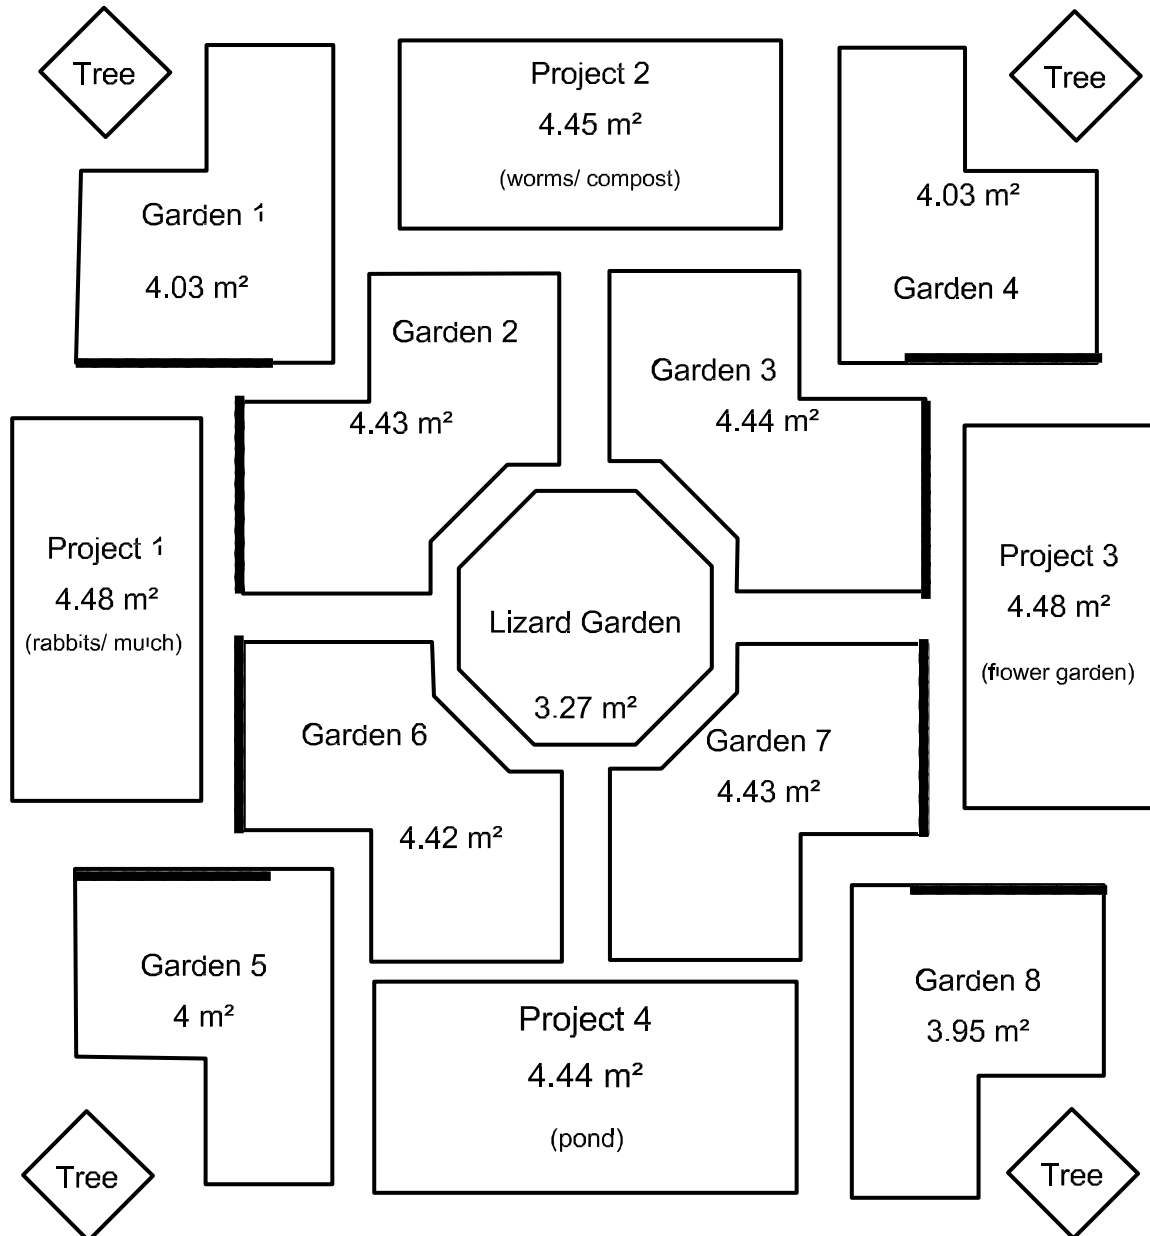 Tree
Tree
Project 2
4.45 m²
(worms/ compost)
Garden 1
4.03 m²
4.03 m²
Garden 4
Garden 2
4.43 m²
Garden 3
4.44 m²
Project 1
4.48 m²
(rabbits/ mulch)
Lizard Garden
3.27 m²
Project 3
4.48 m²
(flower garden)
Garden 6
4.42 m²
Garden 7
4.43 m²
Garden 5
4 m²
Project 4
4.44 m²
(pond)
Garden 8
3.95 m²
Tree
Tree